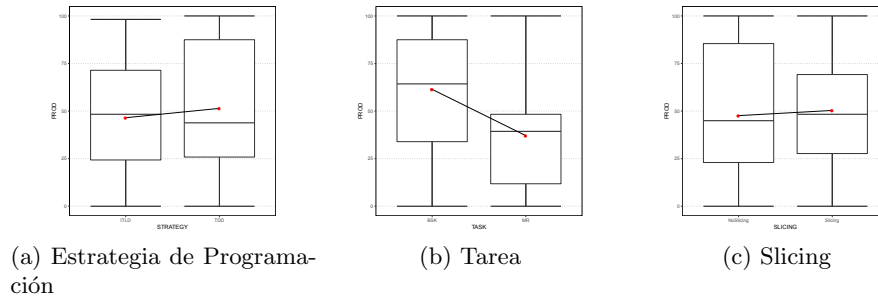 100
75
50
25
0
PROD
ITLD
TDD
STRATEGY
100
75
50
25
0
PROD
BSK
MR
TASK
100
75
50
25
0
PROD
NoSlicing
Slicing
SLICING
(a) Estrategia de Programa-
ción
(b) Tarea
(c) Slicing